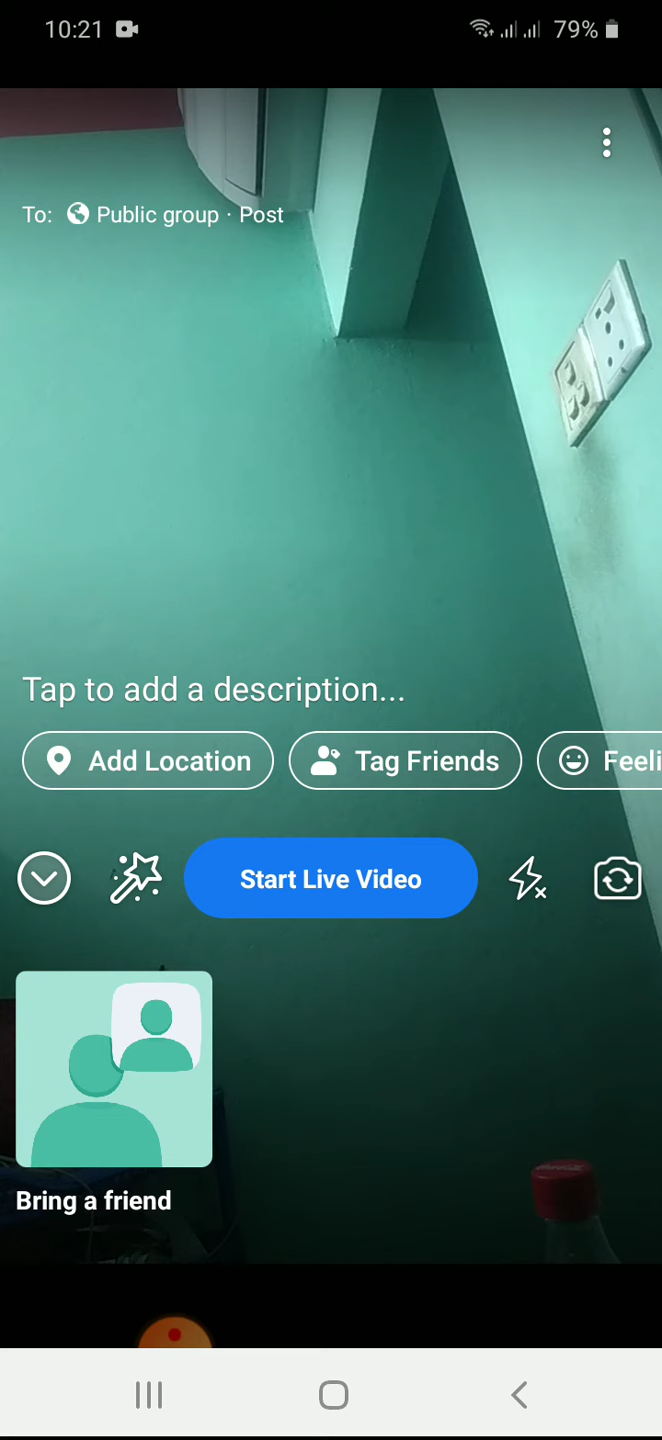 10:21
79%
To: Public group · Post
Tap to add a description...
Add Location
Tag Friends
Feeli
Start Live Video
Bring a friend